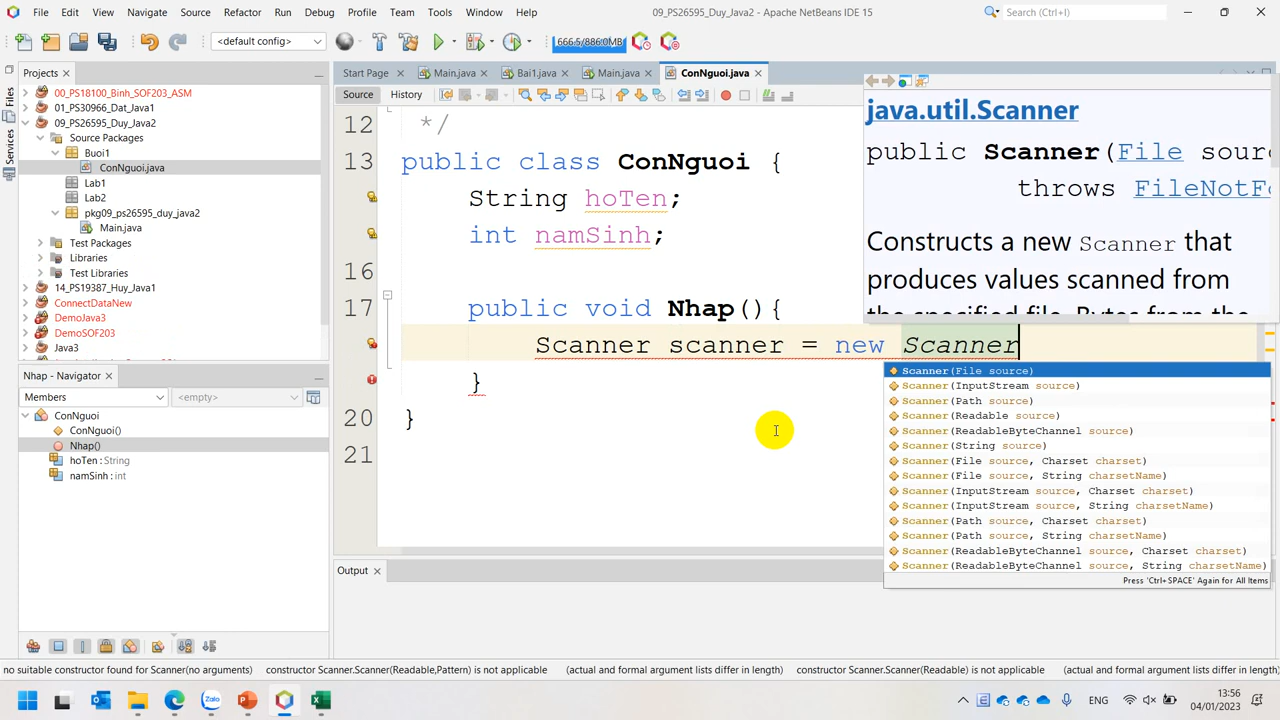 File Edit View Navigate Source Refactor Run Debug Profile Team Tools Window Help
09_PS26595_Duy_Java2 - Apache NetBeans IDE 15
Search (Ctrl+I)
<default config>
666.5/886.0MB
Projects
Start Page
Main.java
Bai1.java
Main.java
ConNguoi.java
Files
Services
00_PS18100_Binh_SOF203_ASM
01_PS30966_Dat_Java1
09_PS26595_Duy_Java2
Source Packages
Buoi1
ConNguoi.java
Lab1
Lab2
pkg09_ps26595_duy_java2
Main.java
Test Packages
Libraries
Test Libraries
14_PS19387_Huy_Java1
ConnectDataNew
DemoJava3
DemoSOF203
Java3
Nhap - Navigator
Members
<empty>
ConNguoi
ConNguoi()
Nhap()
hoTen : String
namSinh : int
Source History
12 */
13 public class ConNguoi {
String hoTen;
int namSinh;
16
17 public void Nhap(){
Scanner scanner = new Scanner
}
20 }
21
java.util.Scanner
public Scanner(File sour
throws FileNotFo
Constructs a new Scanner that
produces values scanned from
the specified file. Bytes from the
Scanner(File source)
Scanner(InputStream source)
Scanner(Path source)
Scanner(Readable source)
Scanner(ReadableByteChannel source)
Scanner(String source)
Scanner(File source, Charset charset)
Scanner(File source, String charsetName)
Scanner(InputStream source, Charset charset)
Scanner(InputStream source, String charsetName)
Scanner(Path source, Charset charset)
Scanner(Path source, String charsetName)
Scanner(ReadableByteChannel source, Charset charset)
Scanner(ReadableByteChannel source, String charsetName)
Press 'Ctrl+SPACE' Again for All Items
Output
no suitable constructor found for Scanner(no arguments) constructor Scanner.Scanner(Readable,Pattern) is not applicable (actual and formal argument lists differ in length) constructor Scanner.Scanner(Readable) is not applicable (actual and formal argument lists differ in leng
Zalo
ENG
13:56
04/01/2023